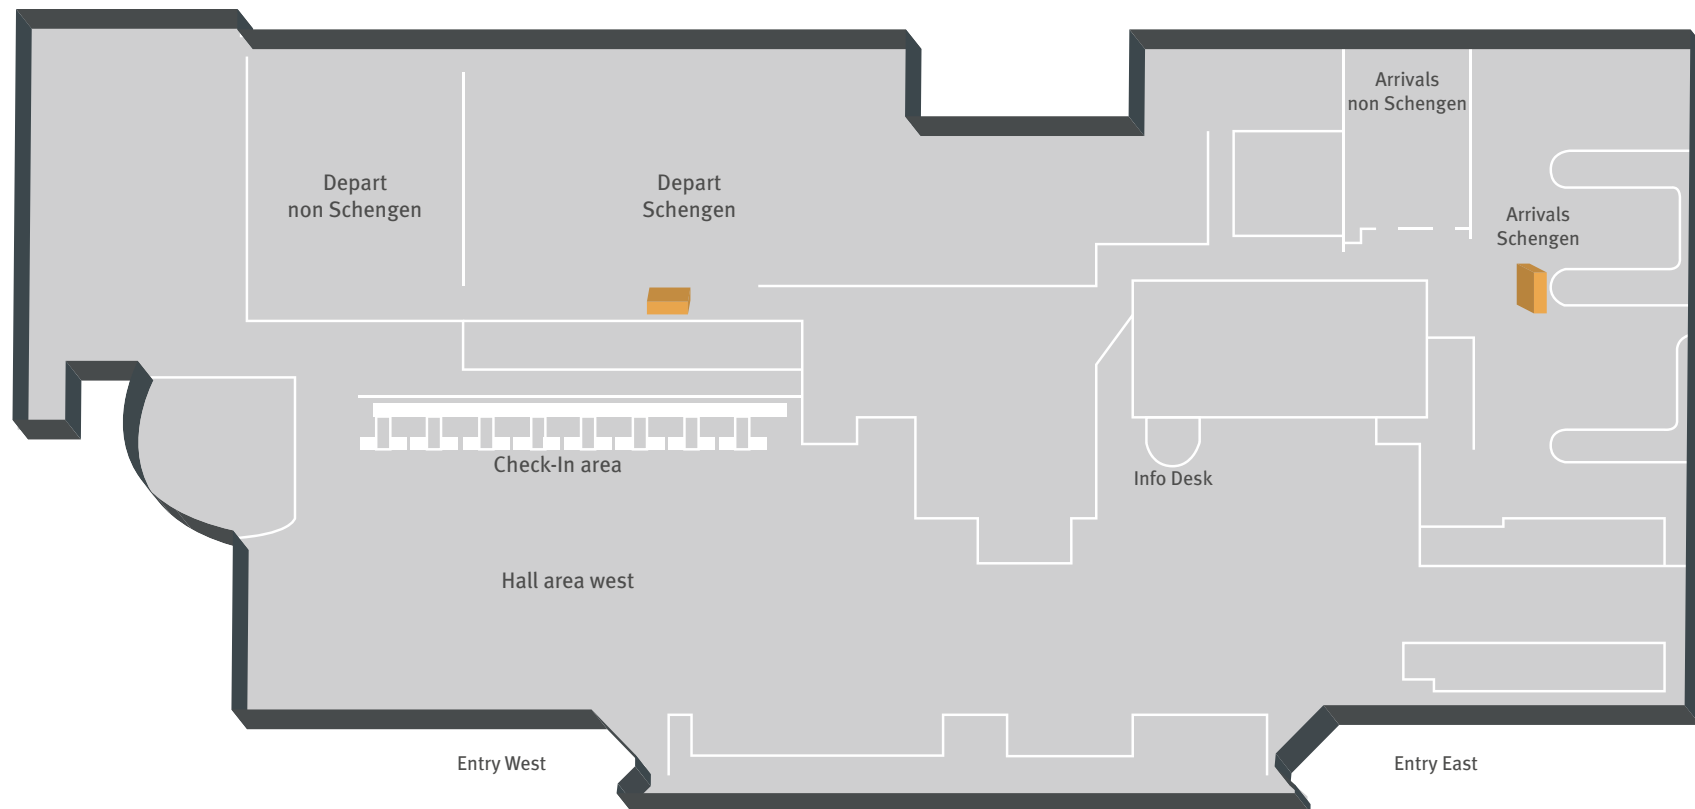 Arrivals
non Schengen
Depart
non Schengen
Depart
Schengen
Arrivals
Schengen
Check-In area
Info Desk
Hall area west
Entry West
Entry East